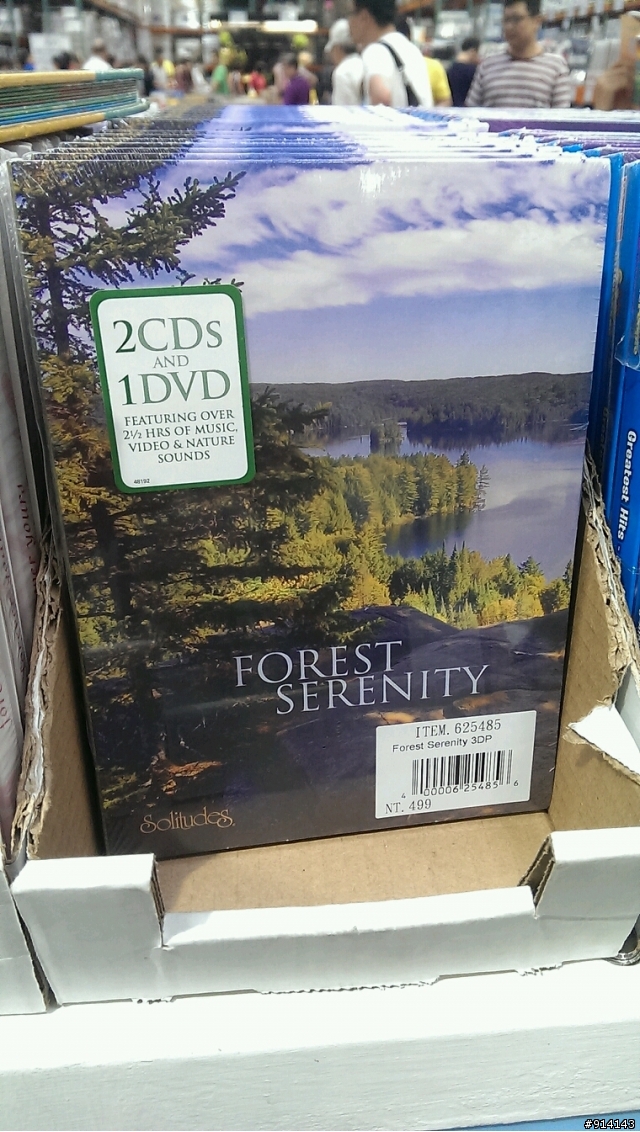 2CDs
AND
1DVD
FEATURING OVER
2½ HRS OF MUSIC,
VIDEO & NATURE
SOUNDS
46192
Greatest Hits
FOREST
SERENITY
ITEM. 625485
Forest Serenity 3DP
4 00006 25485 6
NT. 499
Solitudes
#914143